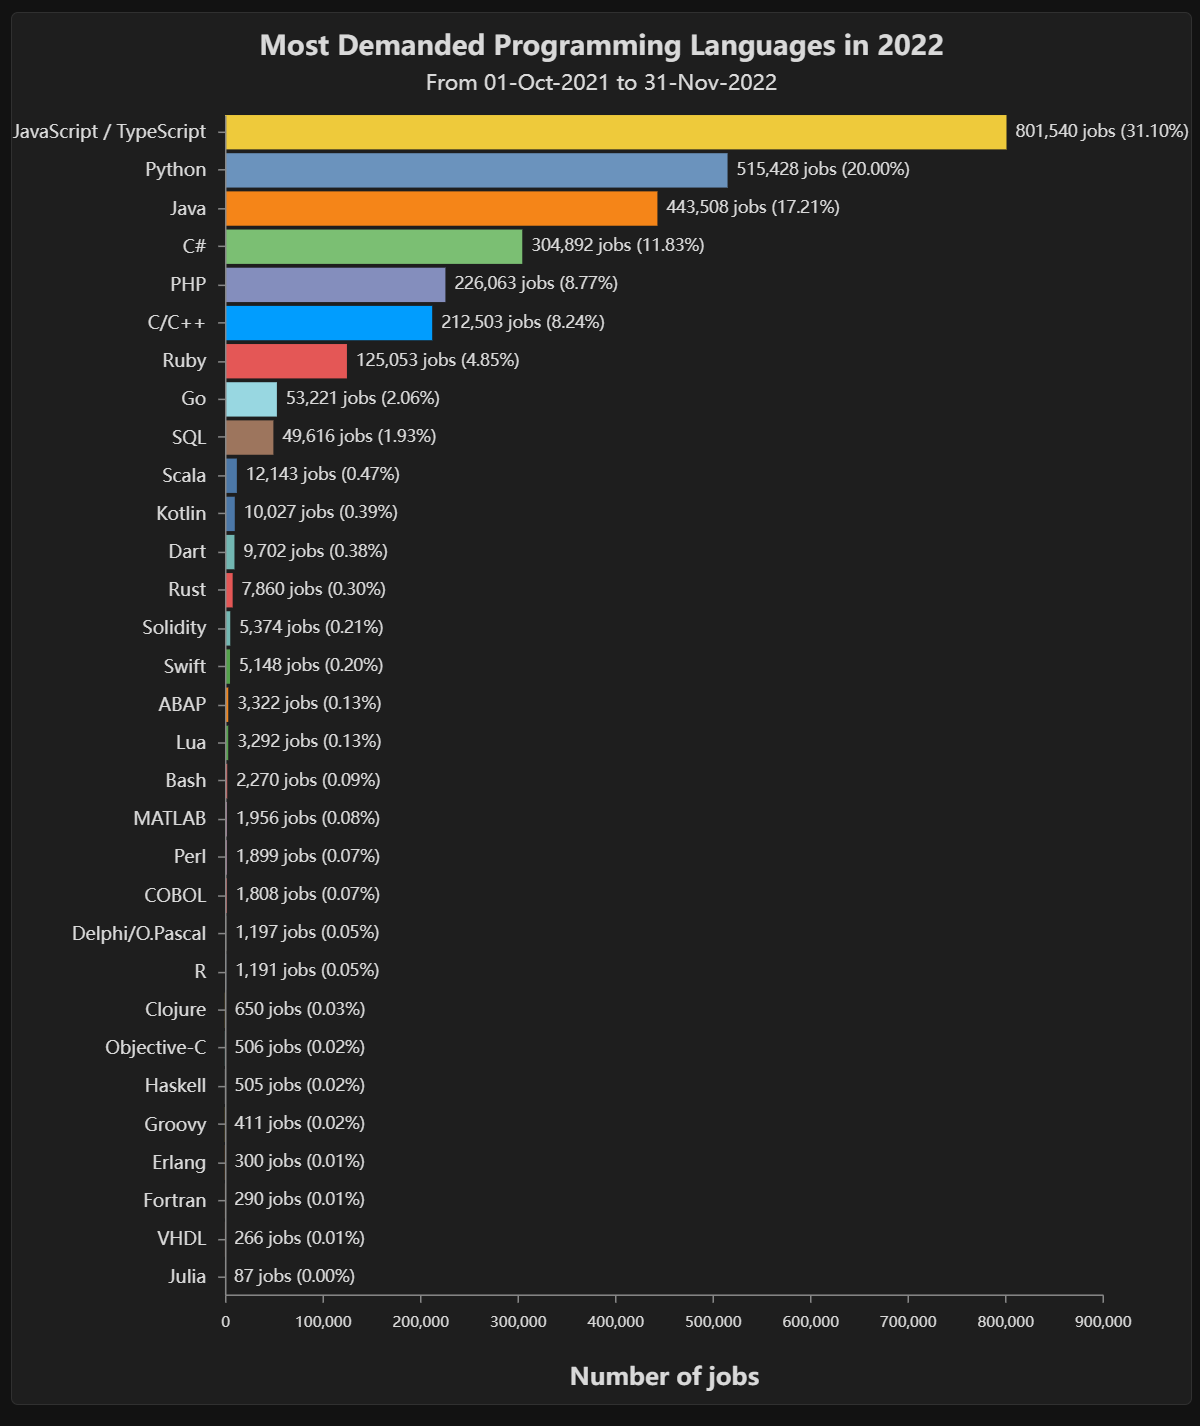 Most Demanded Programming Languages in 2022
From 01-Oct-2021 to 31-Nov-2022
JavaScript / TypeScript 801,540 jobs (31.10%)
Python 515,428 jobs (20.00%)
Java 443,508 jobs (17.21%)
C# 304,892 jobs (11.83%)
PHP 226,063 jobs (8.77%)
C/C++ 212,503 jobs (8.24%)
Ruby 125,053 jobs (4.85%)
Go 53,221 jobs (2.06%)
SQL 49,616 jobs (1.93%)
Scala 12,143 jobs (0.47%)
Kotlin 10,027 jobs (0.39%)
Dart 9,702 jobs (0.38%)
Rust 7,860 jobs (0.30%)
Solidity 5,374 jobs (0.21%)
Swift 5,148 jobs (0.20%)
ABAP 3,322 jobs (0.13%)
Lua 3,292 jobs (0.13%)
Bash 2,270 jobs (0.09%)
MATLAB 1,956 jobs (0.08%)
Perl 1,899 jobs (0.07%)
COBOL 1,808 jobs (0.07%)
Delphi/O.Pascal 1,197 jobs (0.05%)
R 1,191 jobs (0.05%)
Clojure 650 jobs (0.03%)
Objective-C 506 jobs (0.02%)
Haskell 505 jobs (0.02%)
Groovy 411 jobs (0.02%)
Erlang 300 jobs (0.01%)
Fortran 290 jobs (0.01%)
VHDL 266 jobs (0.01%)
Julia 87 jobs (0.00%)
0 100,000 200,000 300,000 400,000 500,000 600,000 700,000 800,000 900,000
Number of jobs